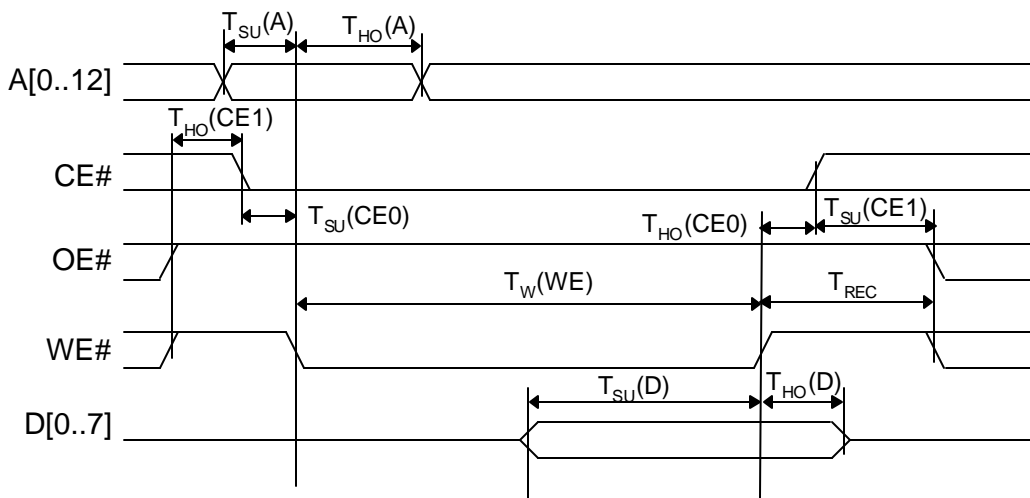 T_SU(A) T_HO(A)
A[0..12]
T_HO(CE1)
CE#
T_SU(CE0) T_HO(CE0) T_SU(CE1)
OE#
T_W(WE) T_REC
WE#
T_SU(D) T_HO(D)
D[0..7]